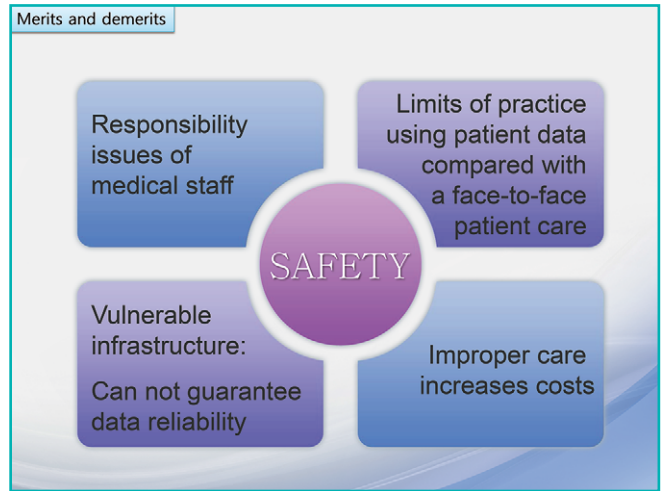 Merits and demerits
Responsibility
issues of
medical staff
Limits of practice
using patient data
compared with
a face-to-face
patient care
SAFETY
Vulnerable
infrastructure:
Can not guarantee
data reliability
Improper care
increases costs